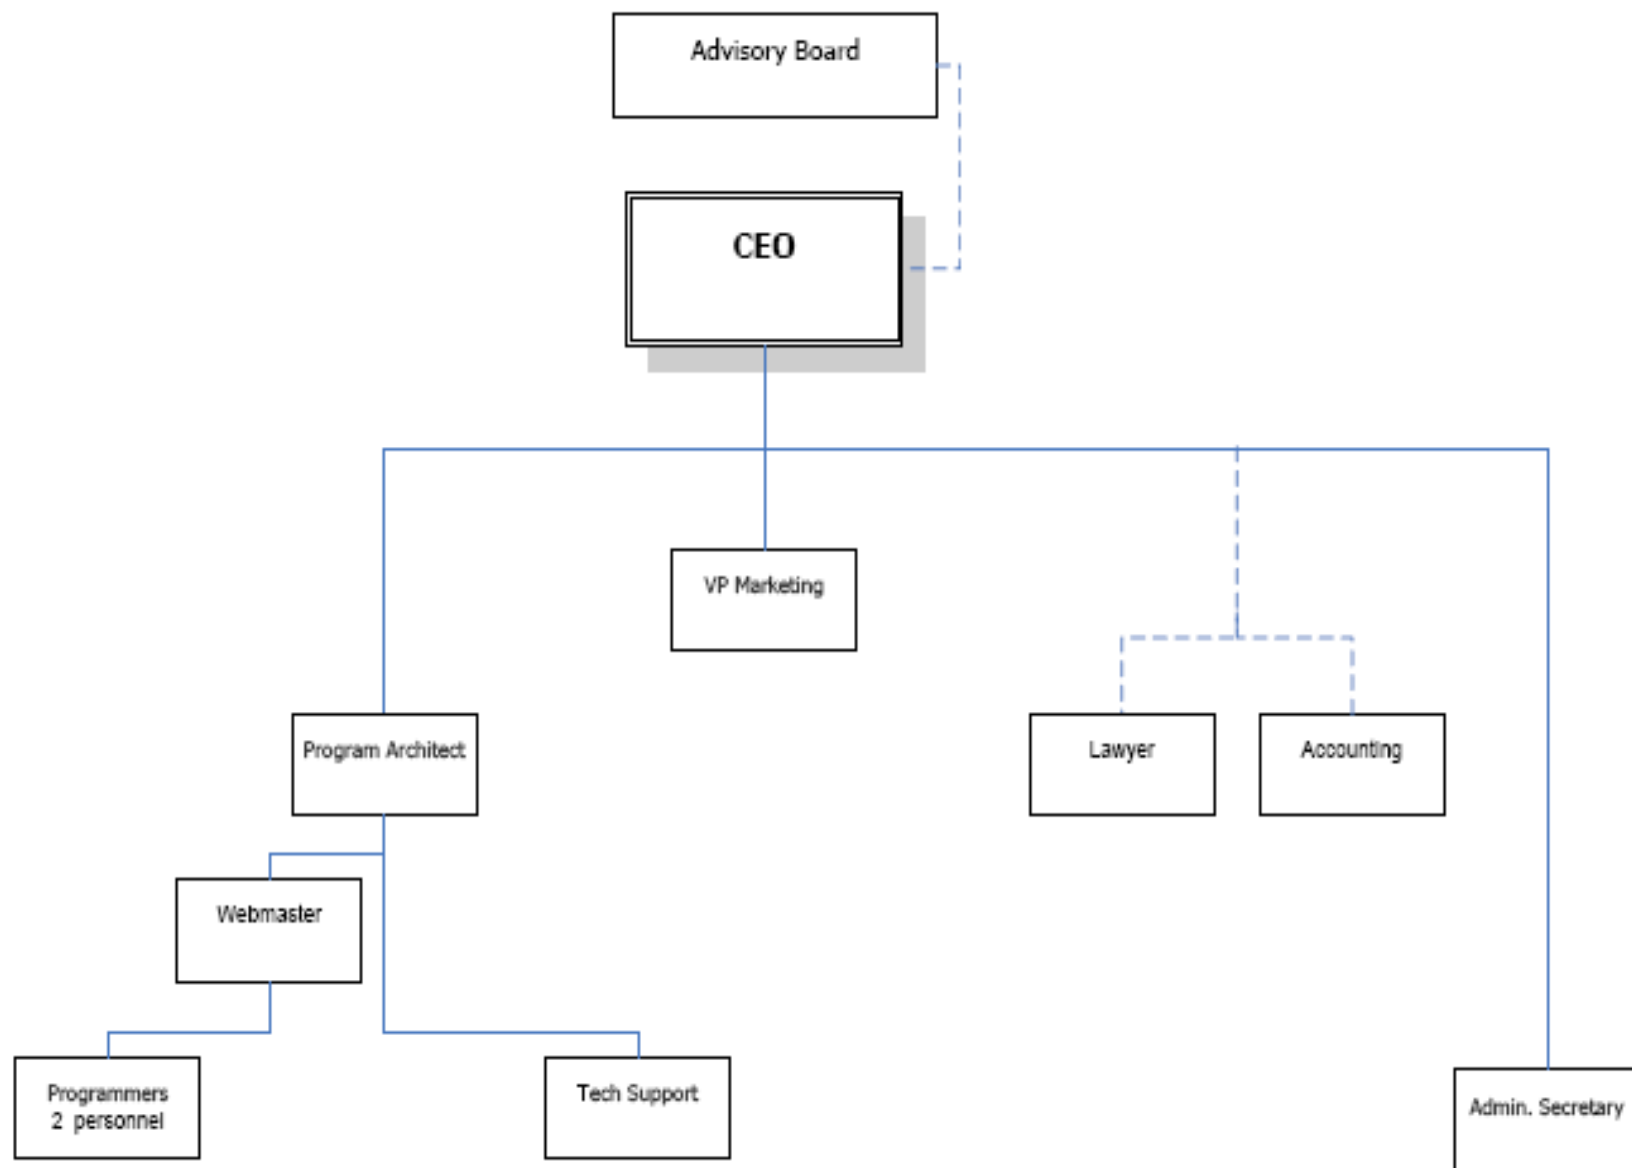 Advisory Board
CEO
VP Marketing
Program Architect
Lawyer
Accounting
Webmaster
Programmers
2 personnel
Tech Support
Admin. Secretary